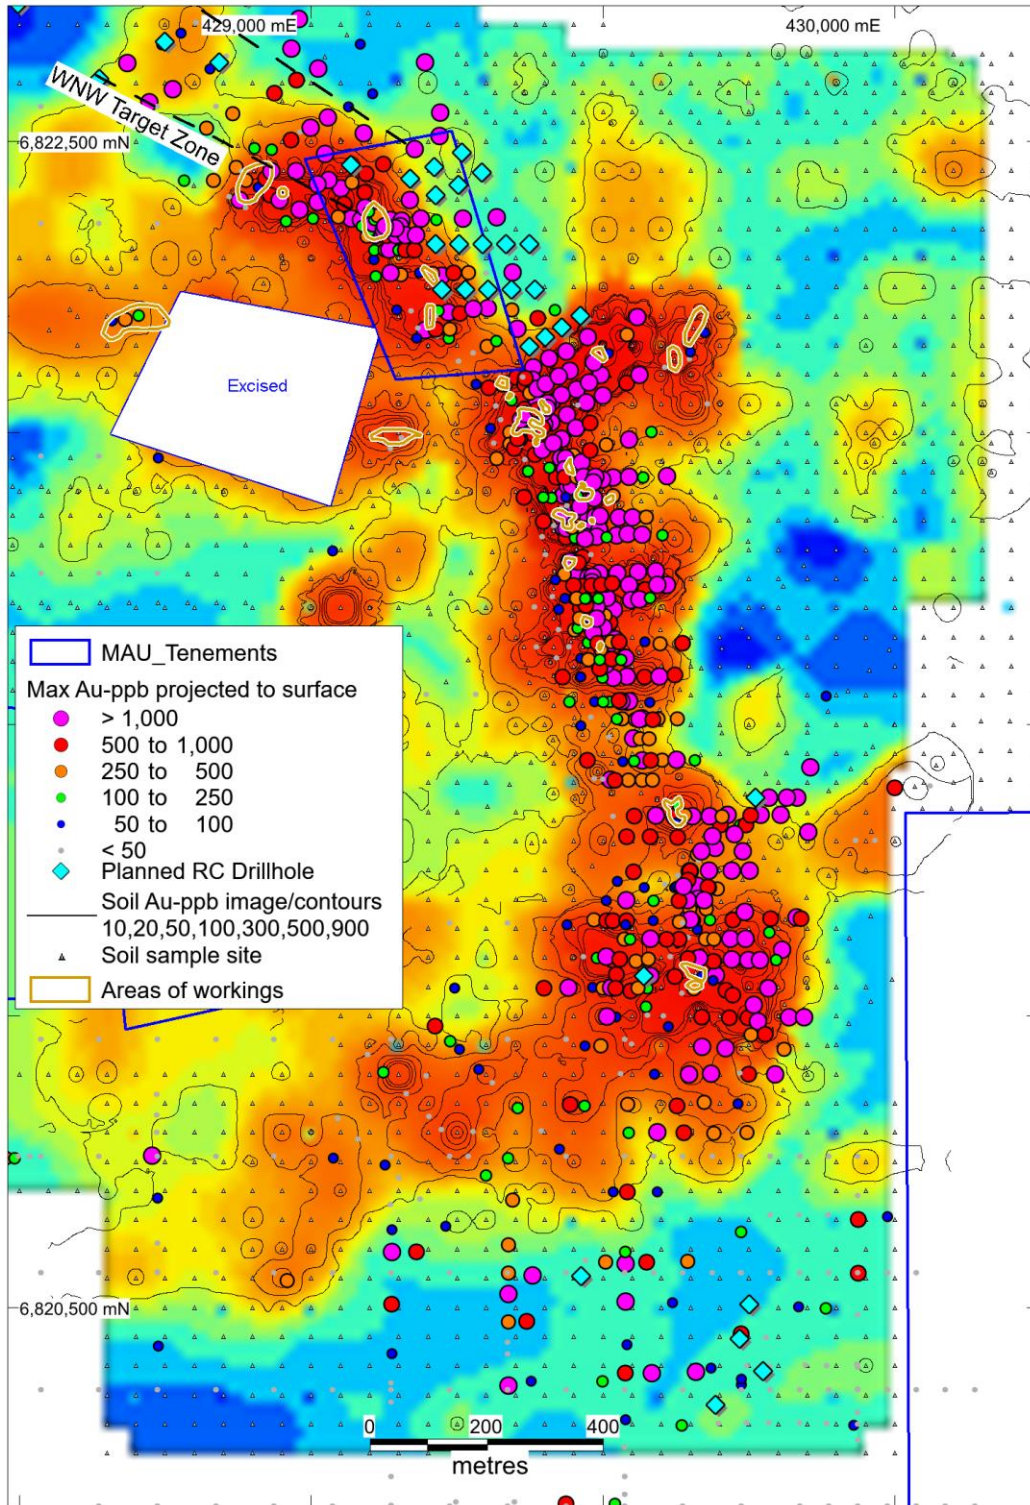 429,000 mE
430,000 mE
WNW Target Zone
6,822,500 mN
Excised
MAU_Tenements
Max Au-ppb projected to surface
> 1,000
500 to 1,000
250 to 500
100 to 250
50 to 100
< 50
Planned RC Drillhole
Soil Au-ppb image/contours
10,20,50,100,300,500,900
Soil sample site
Areas of workings
6,820,500 mN
0 200 400
metres